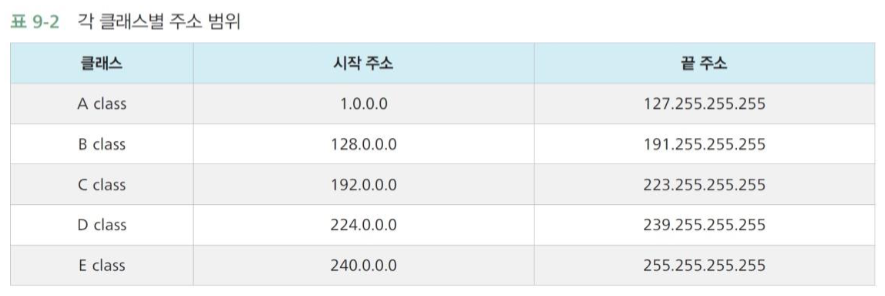 표 9-2 각 클래스별 주소 범위
클래스 시작 주소 끝 주소
A class 1.0.0.0 127.255.255.255
B class 128.0.0.0 191.255.255.255
C class 192.0.0.0 223.255.255.255
D class 224.0.0.0 239.255.255.255
E class 240.0.0.0 255.255.255.255